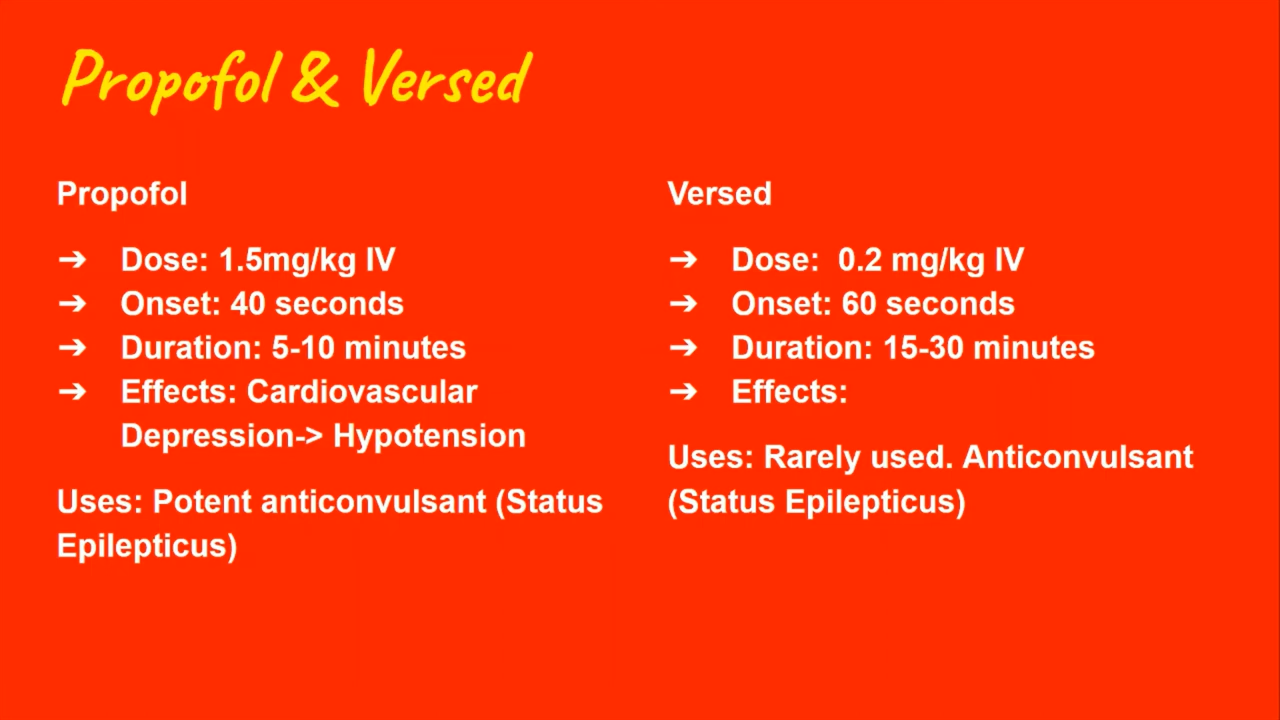 Propofol & Versed
Propofol
➔ Dose: 1.5mg/kg IV
➔ Onset: 40 seconds
➔ Duration: 5-10 minutes
➔ Effects: Cardiovascular
Depression-> Hypotension
Uses: Potent anticonvulsant (Status
Epilepticus)
Versed
➔ Dose:  0.2 mg/kg IV
➔ Onset: 60 seconds
➔ Duration: 15-30 minutes
➔ Effects:
Uses: Rarely used. Anticonvulsant
(Status Epilepticus)